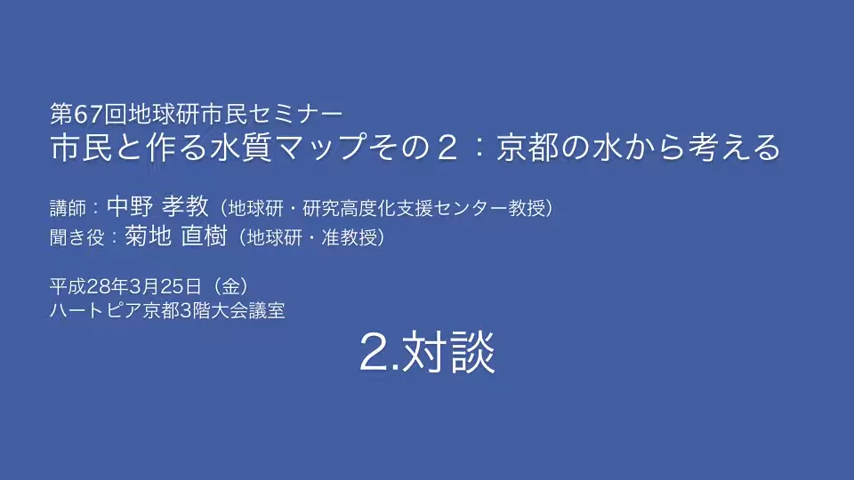 第67回地球研市民セミナー
市民と作る水質マップその２：京都の水から考える
講師：中野 孝教（地球研・研究高度化支援センター教授）
聞き役：菊地 直樹（地球研・准教授）
平成28年3月25日（金）
ハートピア京都3階大会議室
2.対談